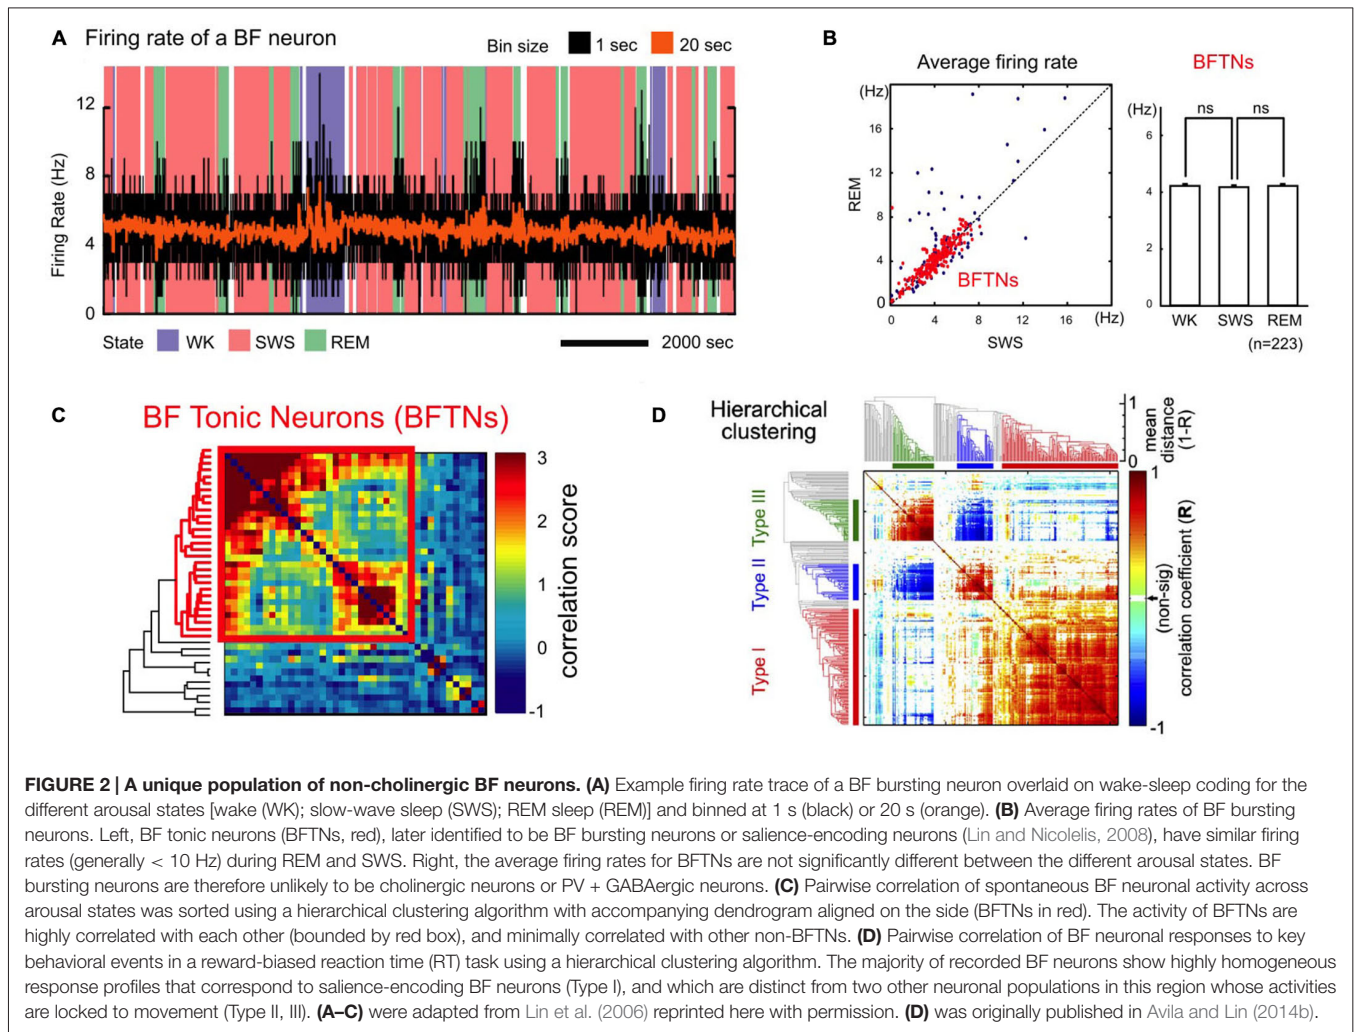 A Firing rate of a BF neuron
Bin size 1 sec 20 sec
Firing Rate (Hz)
12
8
4
0
State WK SWS REM
2000 sec
B
Average firing rate
(Hz)
16
12
8
4
0
REM
BFTNs
0 4 8 12 16 (Hz)
SWS
BFTNs
(Hz)
6
4
2
0
ns ns
WK SWS REM
(n=223)
C
BF Tonic Neurons (BFTNs)
3
2
1
0
-1
correlation score
D
Hierarchical
clustering
1
0
mean
distance
(1-R)
Type III
Type II
Type I
1
-1
(non-sig)
correlation coefficient (R)
FIGURE 2 | A unique population of non-cholinergic BF neurons. (A) Example firing rate trace of a BF bursting neuron overlaid on wake-sleep coding for the
different arousal states [wake (WK); slow-wave sleep (SWS); REM sleep (REM)] and binned at 1 s (black) or 20 s (orange). (B) Average firing rates of BF bursting
neurons. Left, BF tonic neurons (BFTNs, red), later identified to be BF bursting neurons or salience-encoding neurons (Lin and Nicolelis, 2008), have similar firing
rates (generally < 10 Hz) during REM and SWS. Right, the average firing rates for BFTNs are not significantly different between the different arousal states. BF
bursting neurons are therefore unlikely to be cholinergic neurons or PV + GABAergic neurons. (C) Pairwise correlation of spontaneous BF neuronal activity across
arousal states was sorted using a hierarchical clustering algorithm with accompanying dendrogram aligned on the side (BFTNs in red). The activity of BFTNs are
highly correlated with each other (bounded by red box), and minimally correlated with other non-BFTNs. (D) Pairwise correlation of BF neuronal responses to key
behavioral events in a reward-biased reaction time (RT) task using a hierarchical clustering algorithm. The majority of recorded BF neurons show highly homogeneous
response profiles that correspond to salience-encoding BF neurons (Type I), and which are distinct from two other neuronal populations in this region whose activities
are locked to movement (Type II, III). (A–C) were adapted from Lin et al. (2006) reprinted here with permission. (D) was originally published in Avila and Lin (2014b).